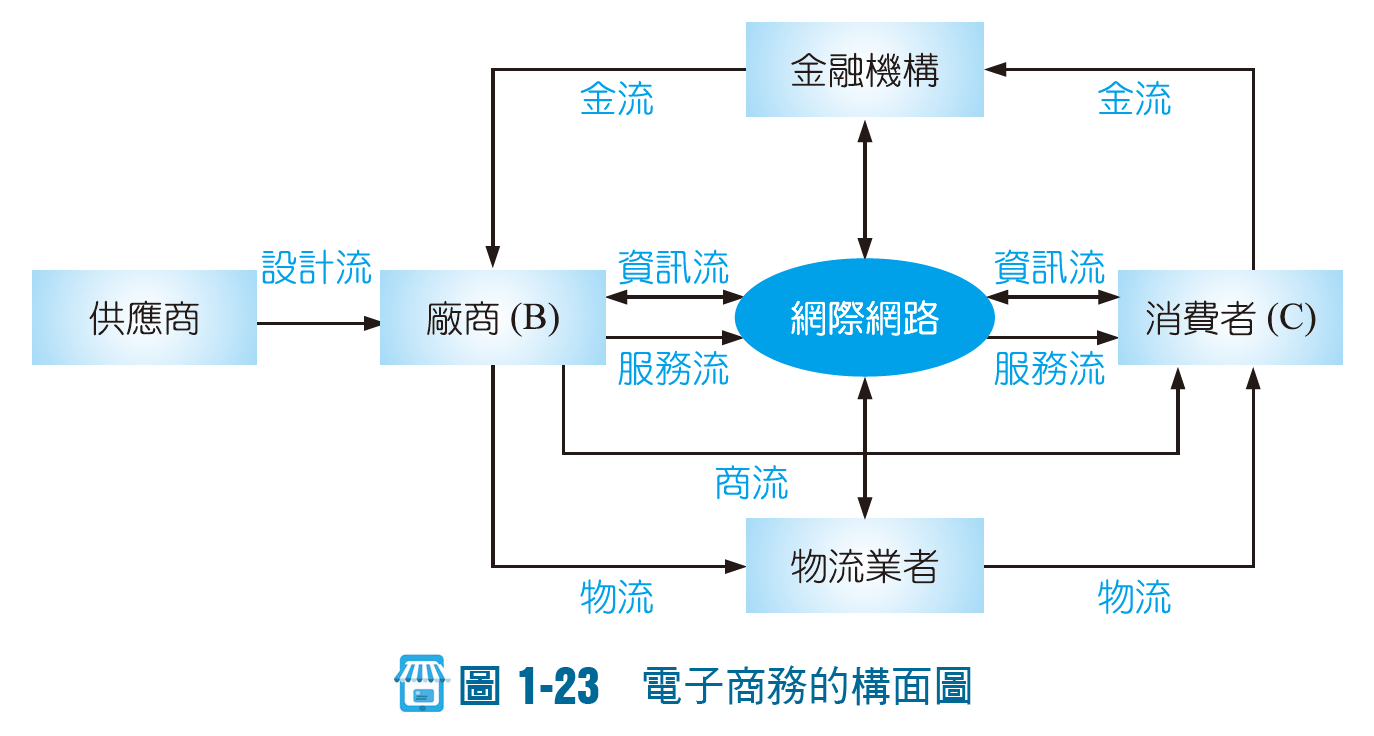 金融機構
金流
金流
設計流
資訊流
資訊流
供應商
廠商 (B)
網際網路
消費者 (C)
服務流
服務流
商流
物流業者
物流
物流
圖 1-23 電子商務的構面圖